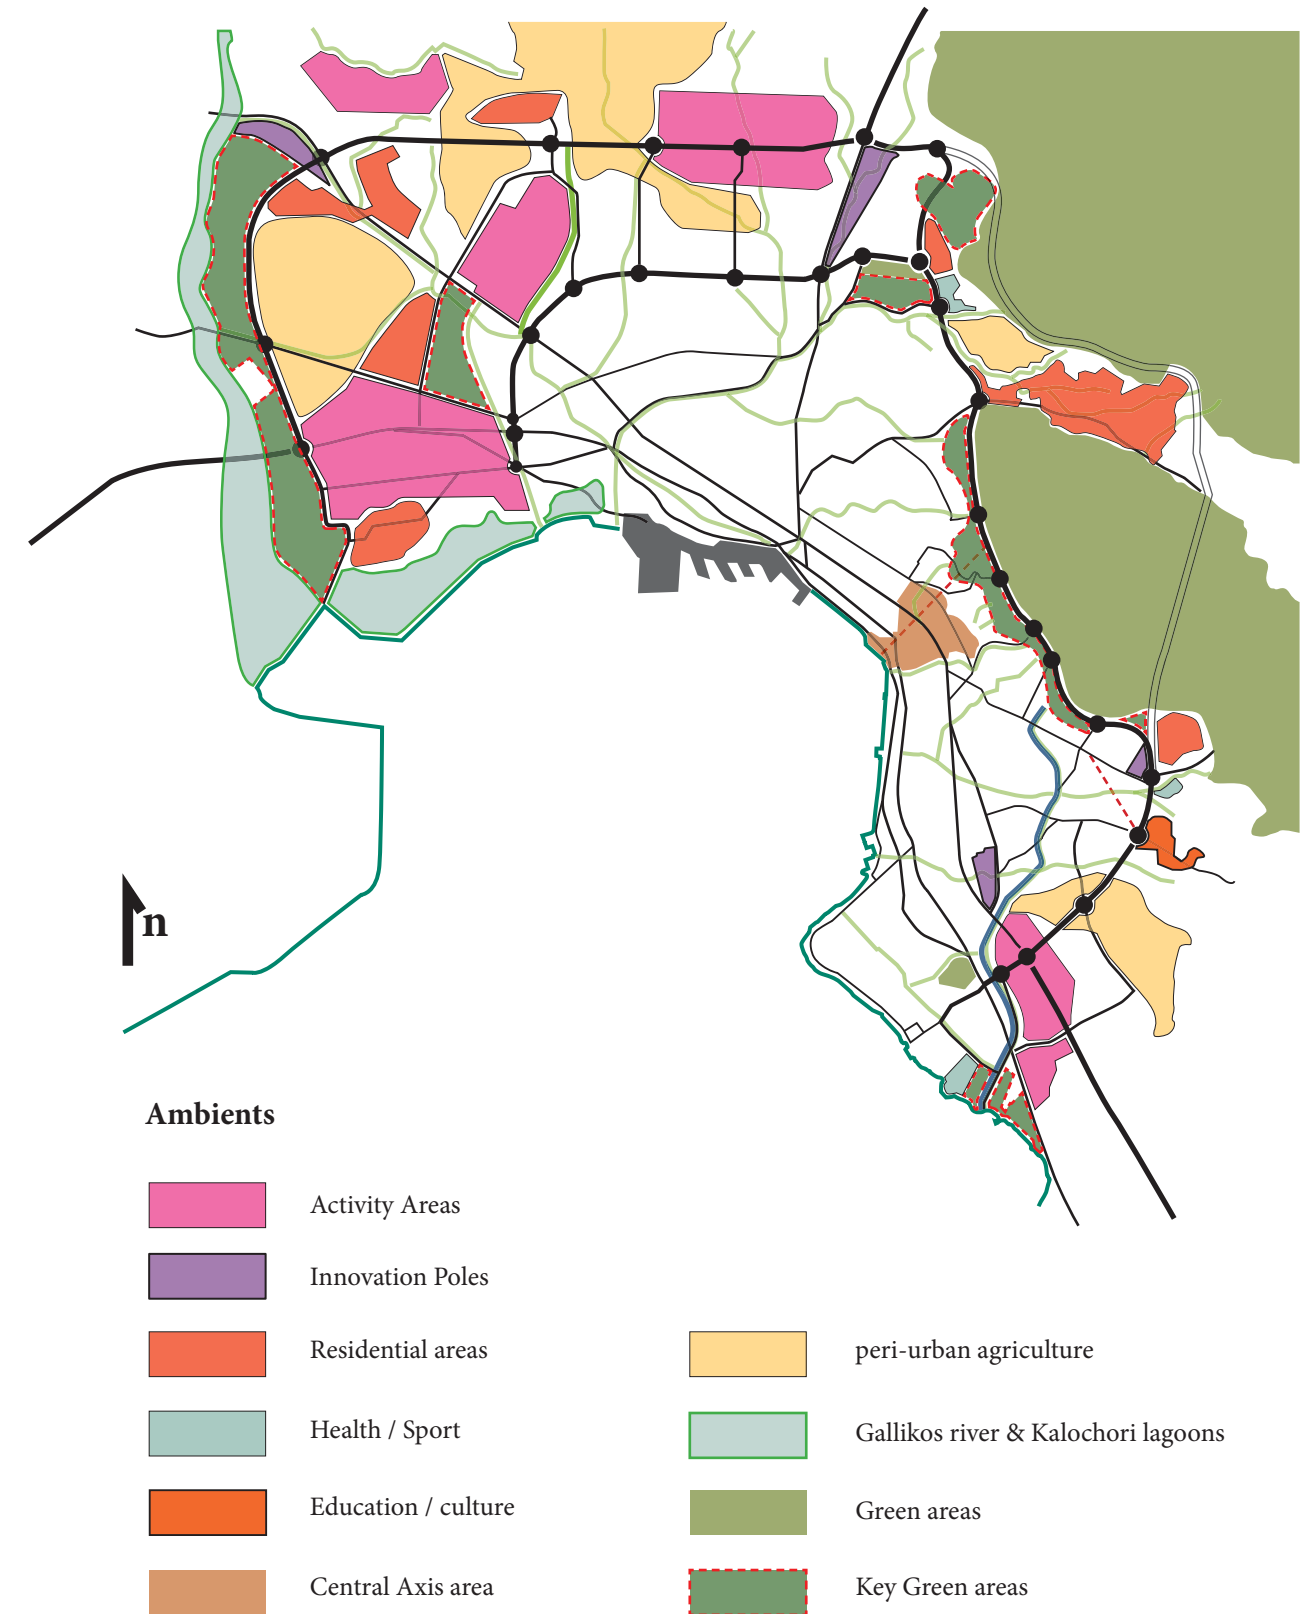 n
Ambients
Activity Areas
Innovation Poles
Residential areas
peri-urban agriculture
Health / Sport
Gallikos river & Kalochori lagoons
Education / culture
Green areas
Central Axis area
Key Green areas